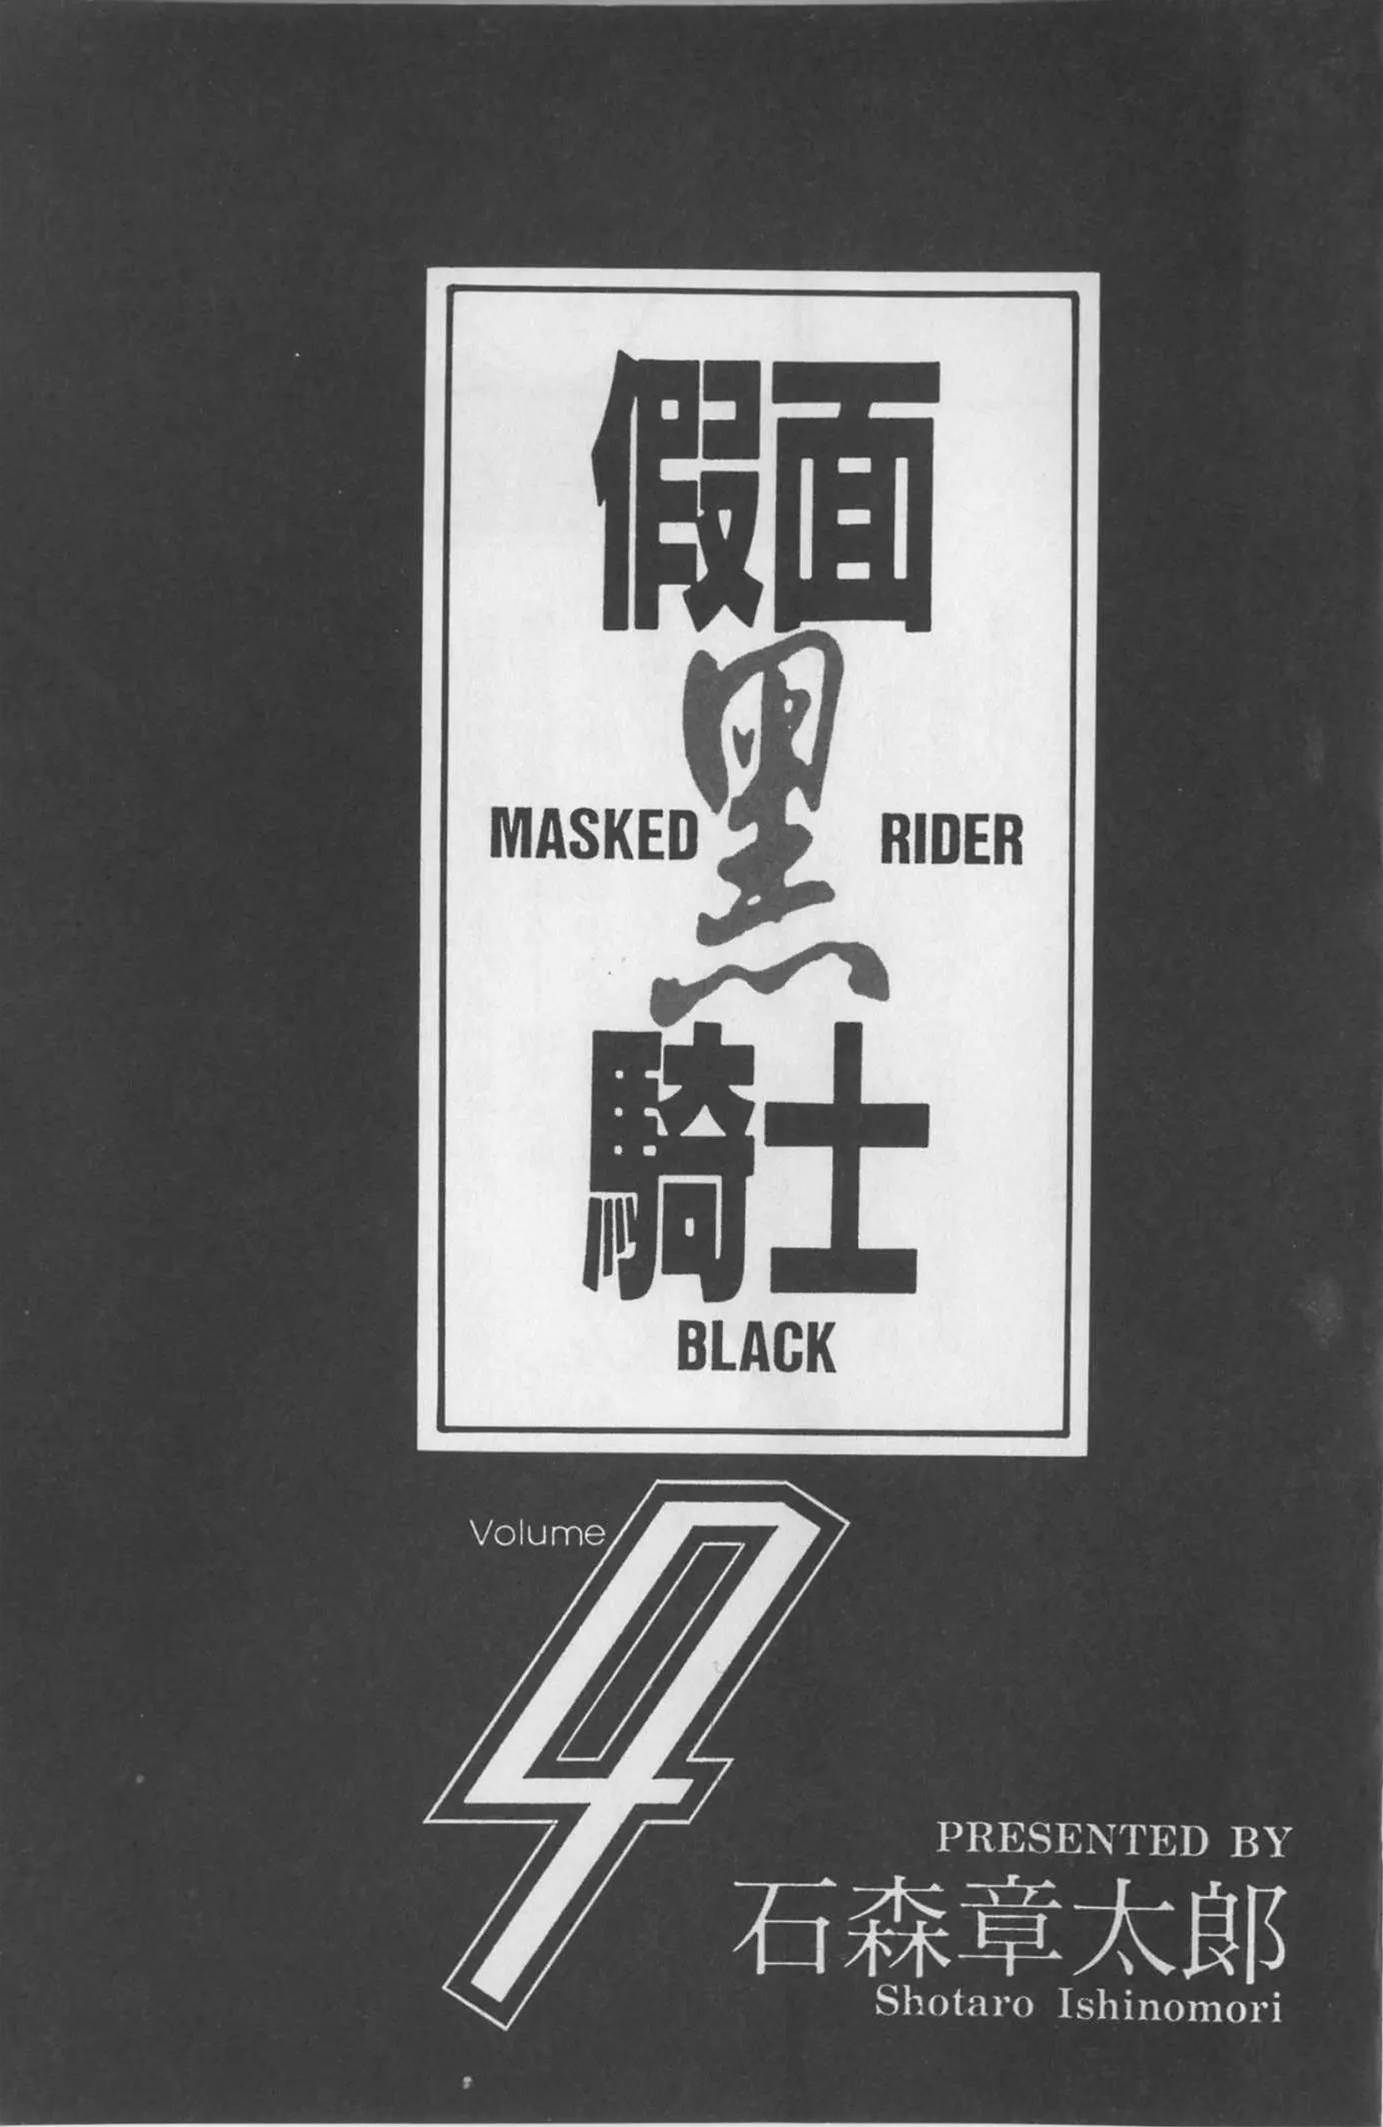 假面
黑
MASKED RIDER
騎士
BLACK
Volume
4
PRESENTED BY
石森章太郎
Shotaro Ishinomori